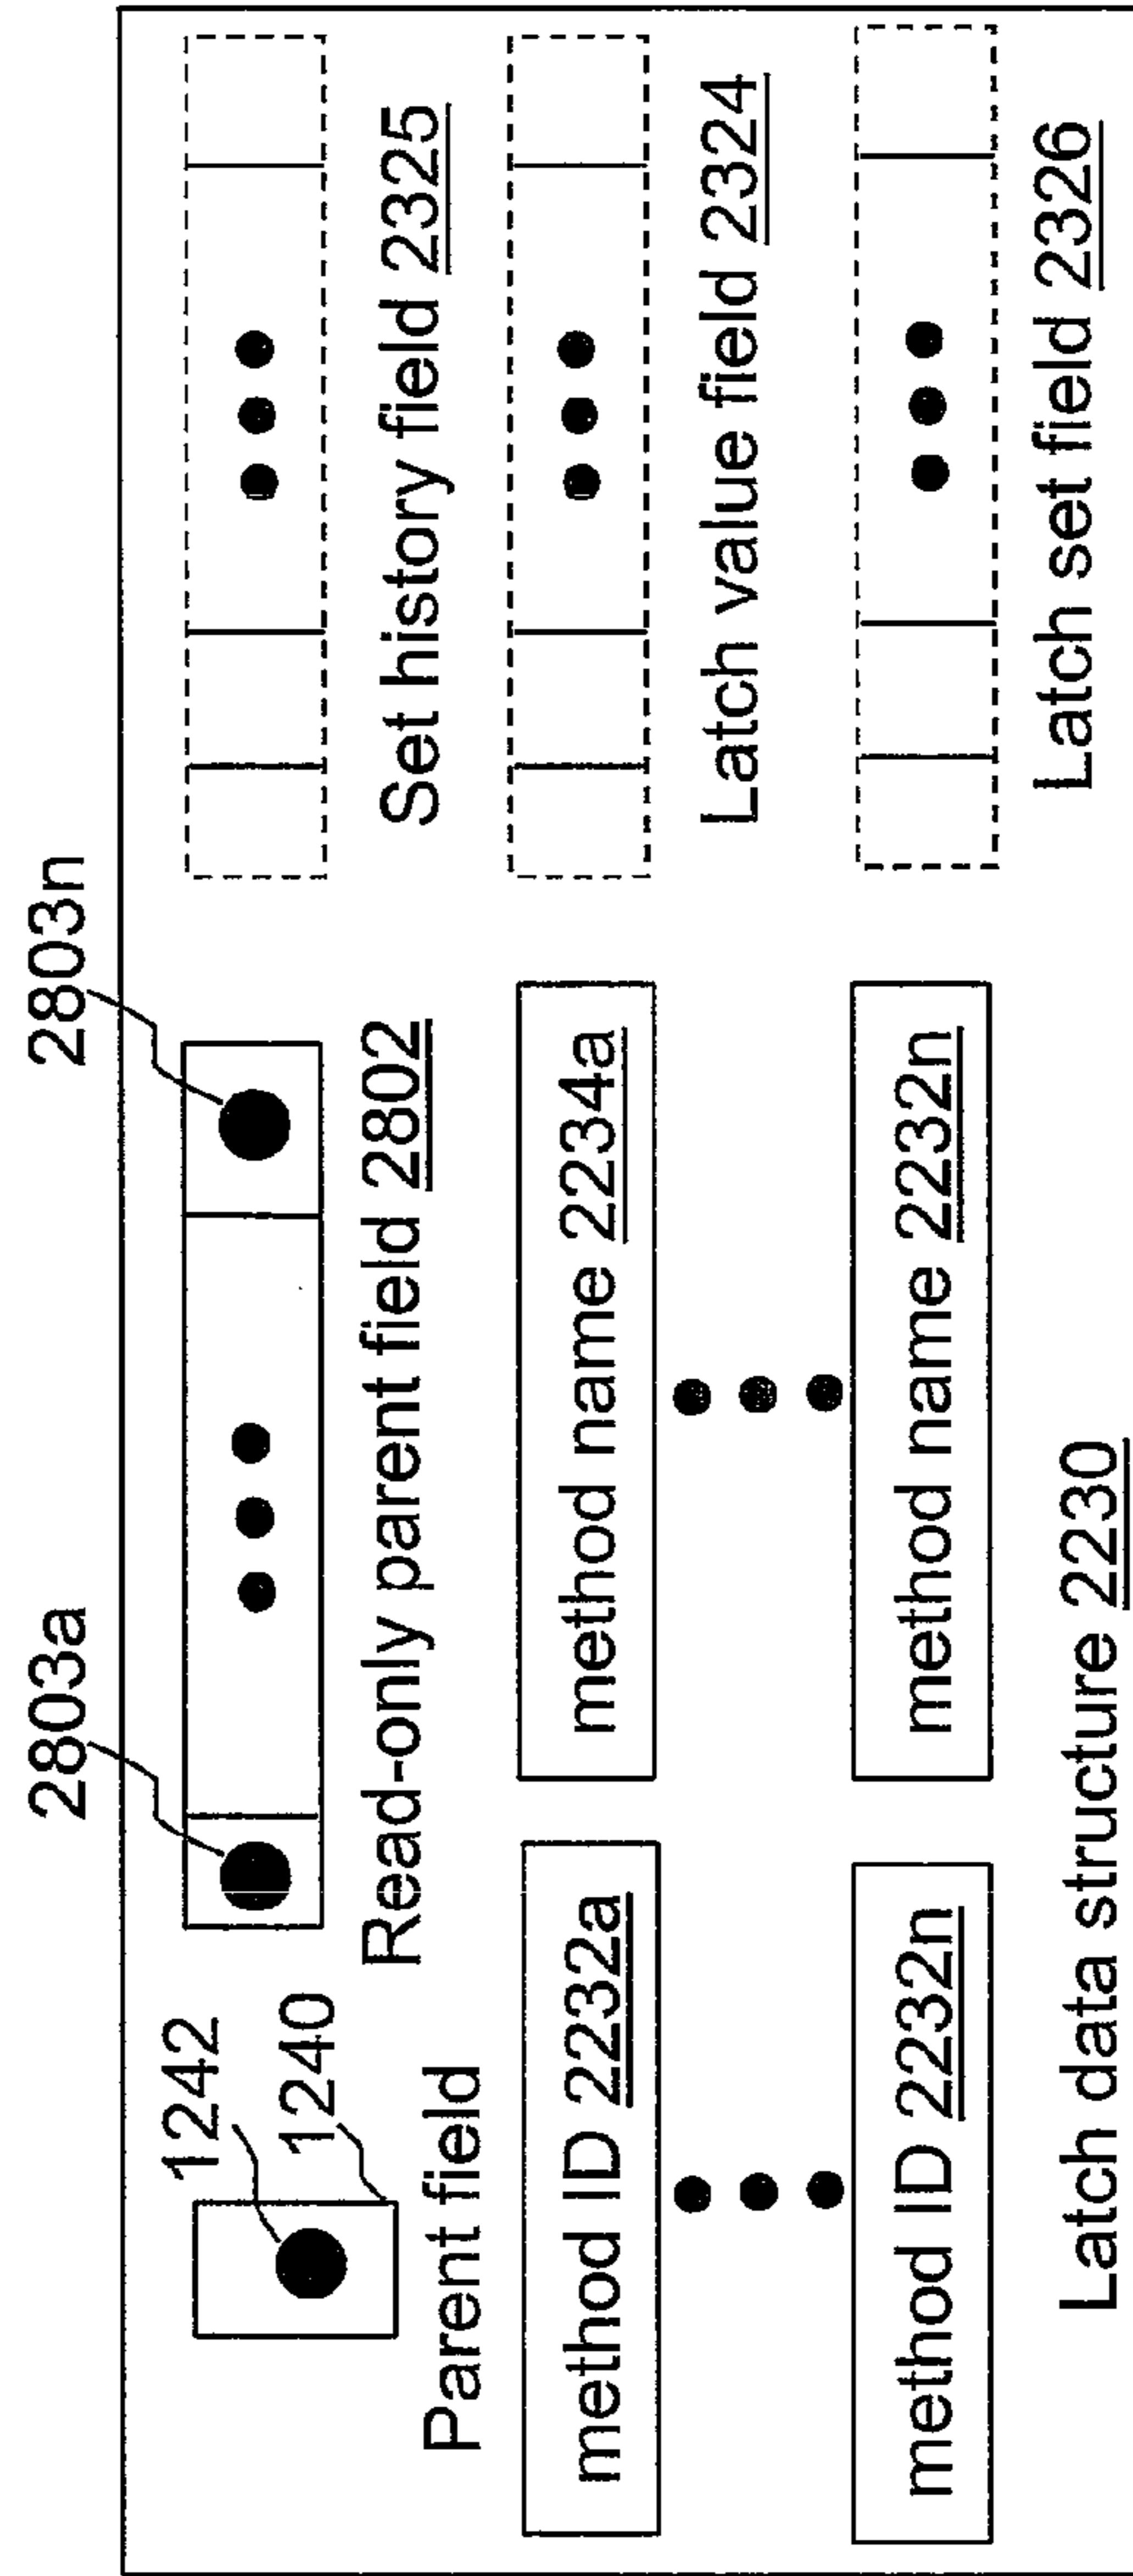 2803a
2803n
1242
1240
Parent field
Read-only parent field 2802
Set history field 2325
method ID 2232a
method name 2234a
Latch value field 2324
method ID 2232n
method name 2232n
Latch set field 2326
Latch data structure 2230